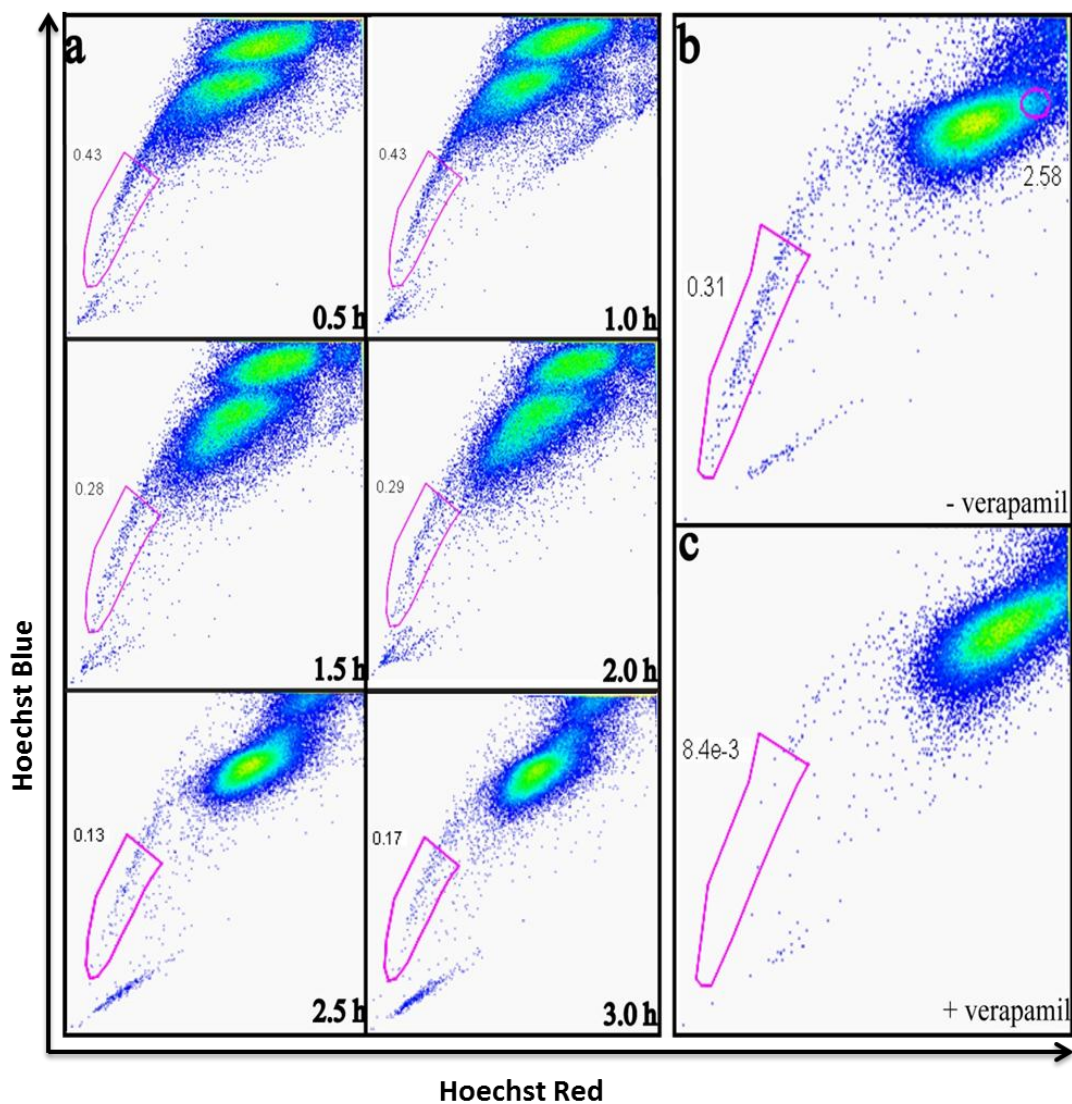 a
0.43
0.5 h
0.43
1.0 h
0.28
1.5 h
0.29
2.0 h
0.13
2.5 h
0.17
3.0 h
b
2.58
0.31
- verapamil
c
8.4e-3
+ verapamil
Hoechst Blue
Hoechst Red